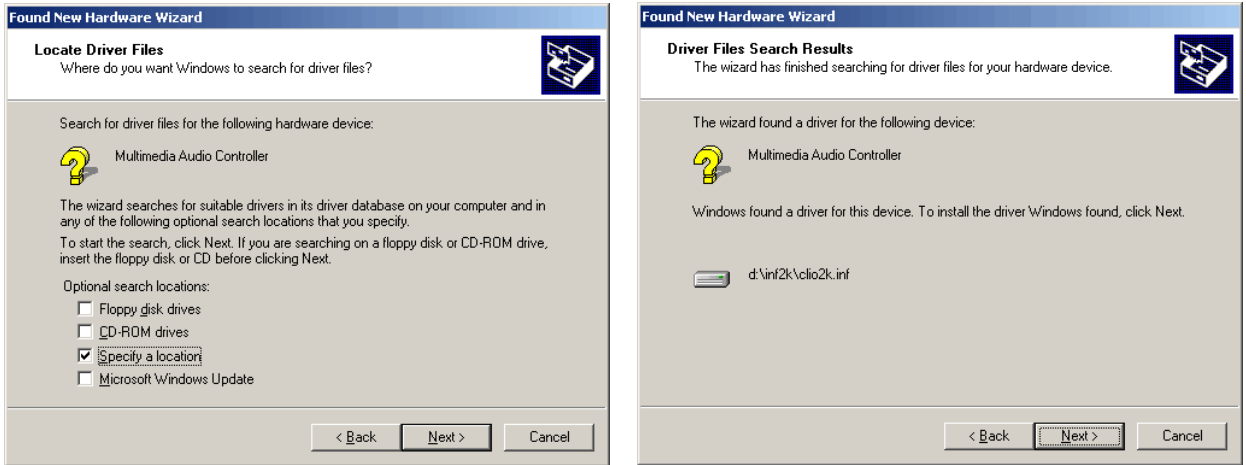 Found New Hardware Wizard
Locate Driver Files
Where do you want Windows to search for driver files?
Search for driver files for the following hardware device:
Multimedia Audio Controller
The wizard searches for suitable drivers in its driver database on your computer and in
any of the following optional search locations that you specify.
To start the search, click Next. If you are searching on a floppy disk or CD-ROM drive,
insert the floppy disk or CD before clicking Next.
Optional search locations:
Floppy disk drives
CD-ROM drives
Specify a location
Microsoft Windows Update
< Back
Next >
Cancel
Found New Hardware Wizard
Driver Files Search Results
The wizard has finished searching for driver files for your hardware device.
The wizard found a driver for the following device:
Multimedia Audio Controller
Windows found a driver for this device. To install the driver Windows found, click Next.
d:\inf2k\clio2k.inf
< Back
Next >
Cancel